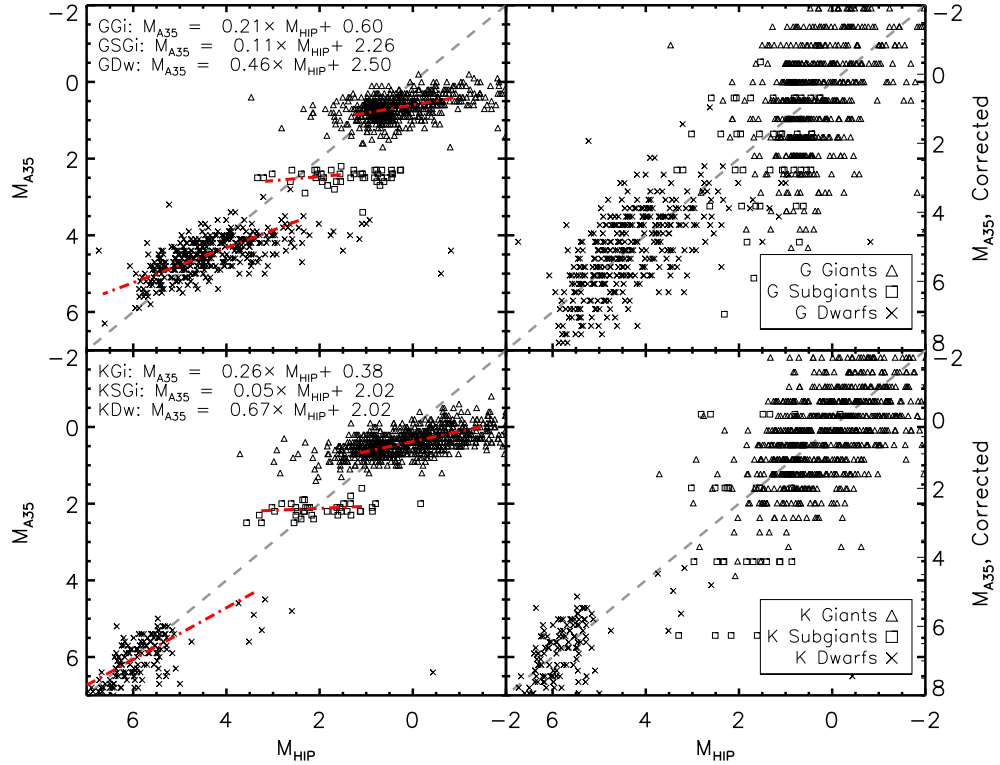 GGi: M_A35 = 0.21× M_HIP+ 0.60
GSGi: M_A35 = 0.11× M_HIP+ 2.26
GDw: M_A35 = 0.46× M_HIP+ 2.50
-2
0
2
4
6
M_A35
-2
0
2
4
6
8
M_A35, Corrected
G Giants
G Subgiants
G Dwarfs
KGi: M_A35 = 0.26× M_HIP+ 0.38
KSGi: M_A35 = 0.05× M_HIP+ 2.02
KDw: M_A35 = 0.67× M_HIP+ 2.02
-2
0
2
4
6
M_A35
-2
0
2
4
6
8
M_A35, Corrected
K Giants
K Subgiants
K Dwarfs
6 4 2 0 -2 6 4 2 0 -2
M_HIP M_HIP